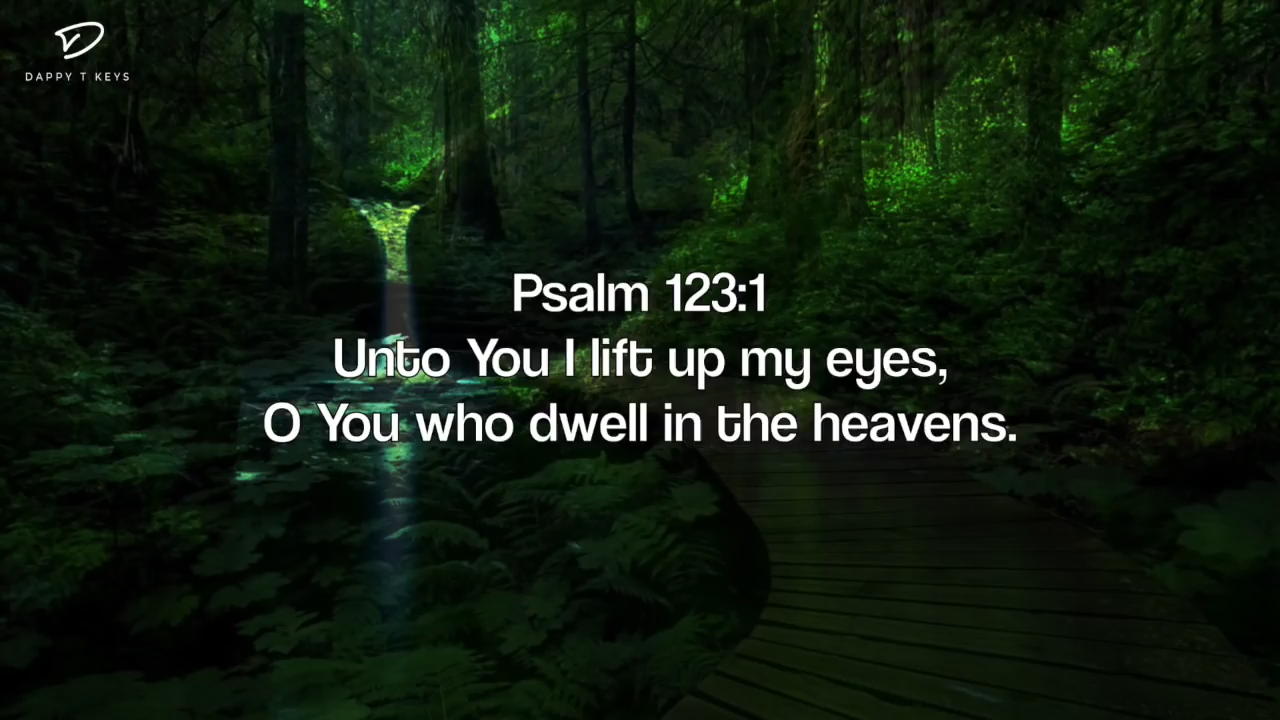 DAPPY T KEYS
Psalm 123:1
Unto You I lift up my eyes,
O You who dwell in the heavens.